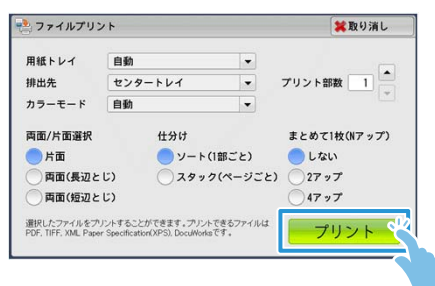 ファイルプリント
取り消し
用紙トレイ 自動
排出先 センタートレイ プリント部数 1
カラーモード 自動
両面/片面選択 仕分け まとめて1枚(Nアップ)
片面 ソート(1部ごと) しない
両面(長辺とじ) スタック(ページごと) 2アップ
両面(短辺とじ) 4アップ
選択したファイルをプリントすることができます。プリントできるファイルは
PDF, TIFF, XML Paper Specification(XPS), DocuWorksです。
プリント